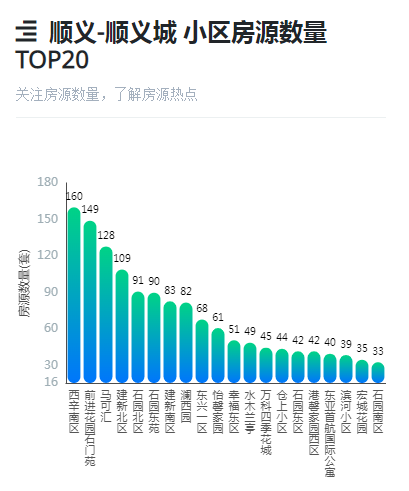 顺义-顺义城 小区房源数量
TOP20
关注房源数量，了解房源热点
房源数量(套)
180
150
120
90
60
30
16
160
149
128
109
91
90
83
82
68
61
51
49
45
44
42
42
40
39
35
33
西辛南区
前进花园石门苑
马可汇
建新北区
石园北区
石园东苑
建新南区
澜西园
东兴一区
怡馨家园
幸福东区
水木兰亭
万科四季花城
仓上小区
石园东区
港馨家园西区
东亚首航国际公寓
滨河小区
宏城花园
石园南区